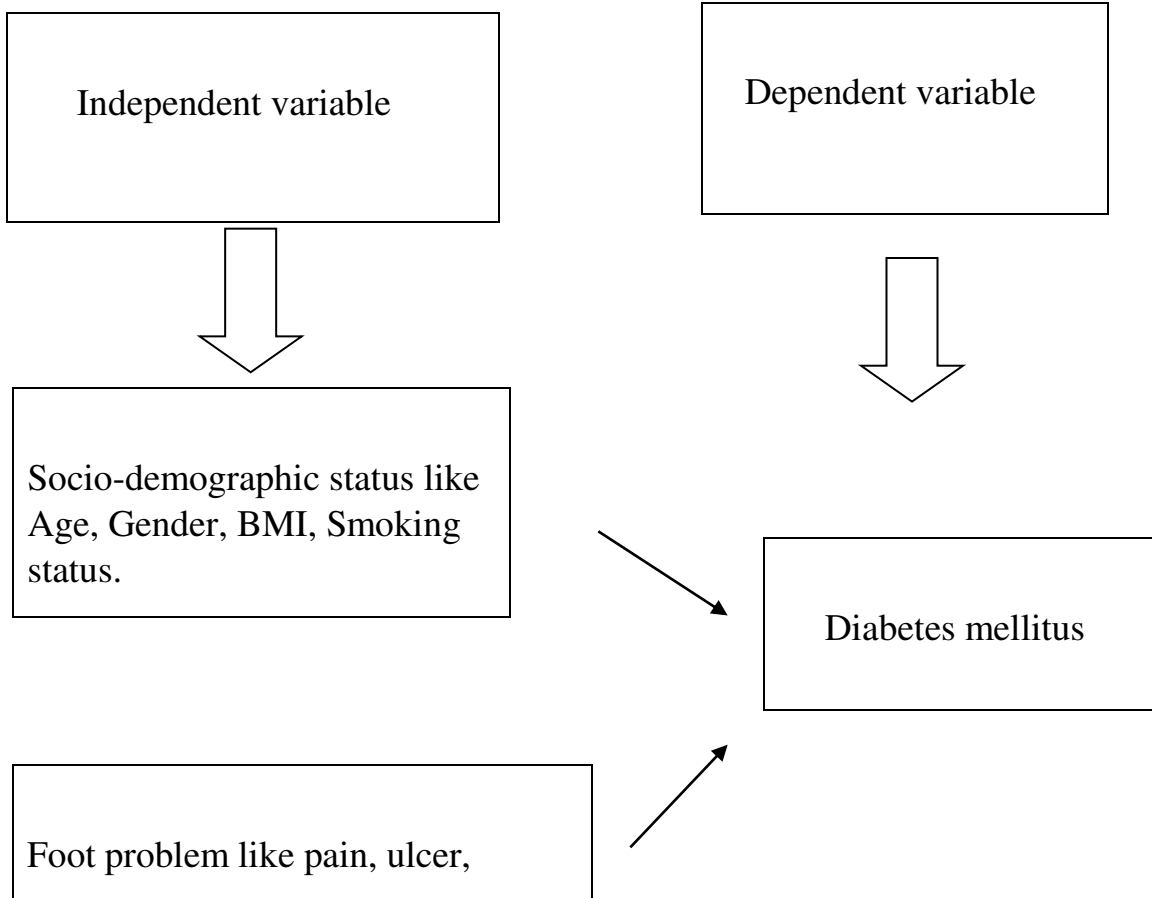 Independent variable
Dependent variable
Socio-demographic status like
Age, Gender, BMI, Smoking
status.
Diabetes mellitus
Foot problem like pain, ulcer,